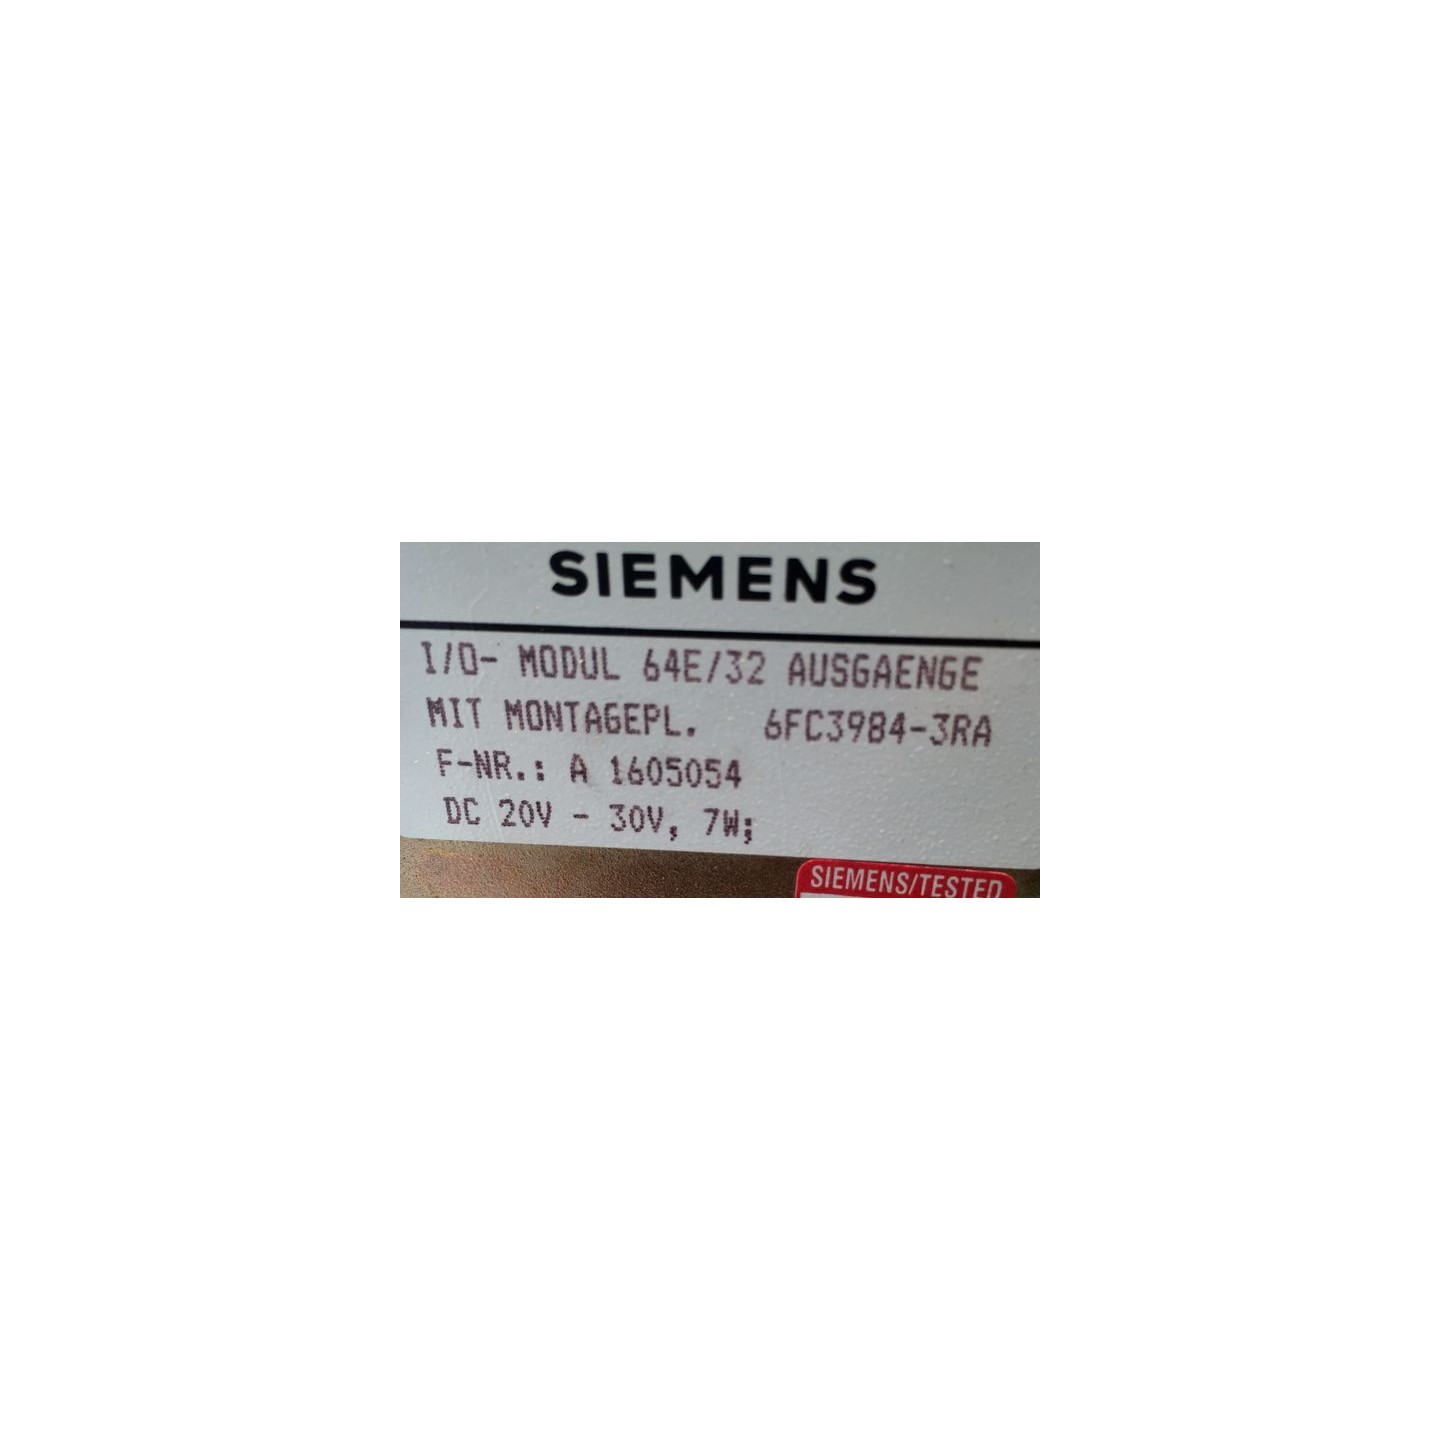 SIEMENS
I/O- MODUL 64E/32 AUSGAENGE
MIT MONTAGEPL. 6FC3984-3RA
F-NR.: A 1605054
DC 20V - 30V, 7W;
SIEMENS/TESTED